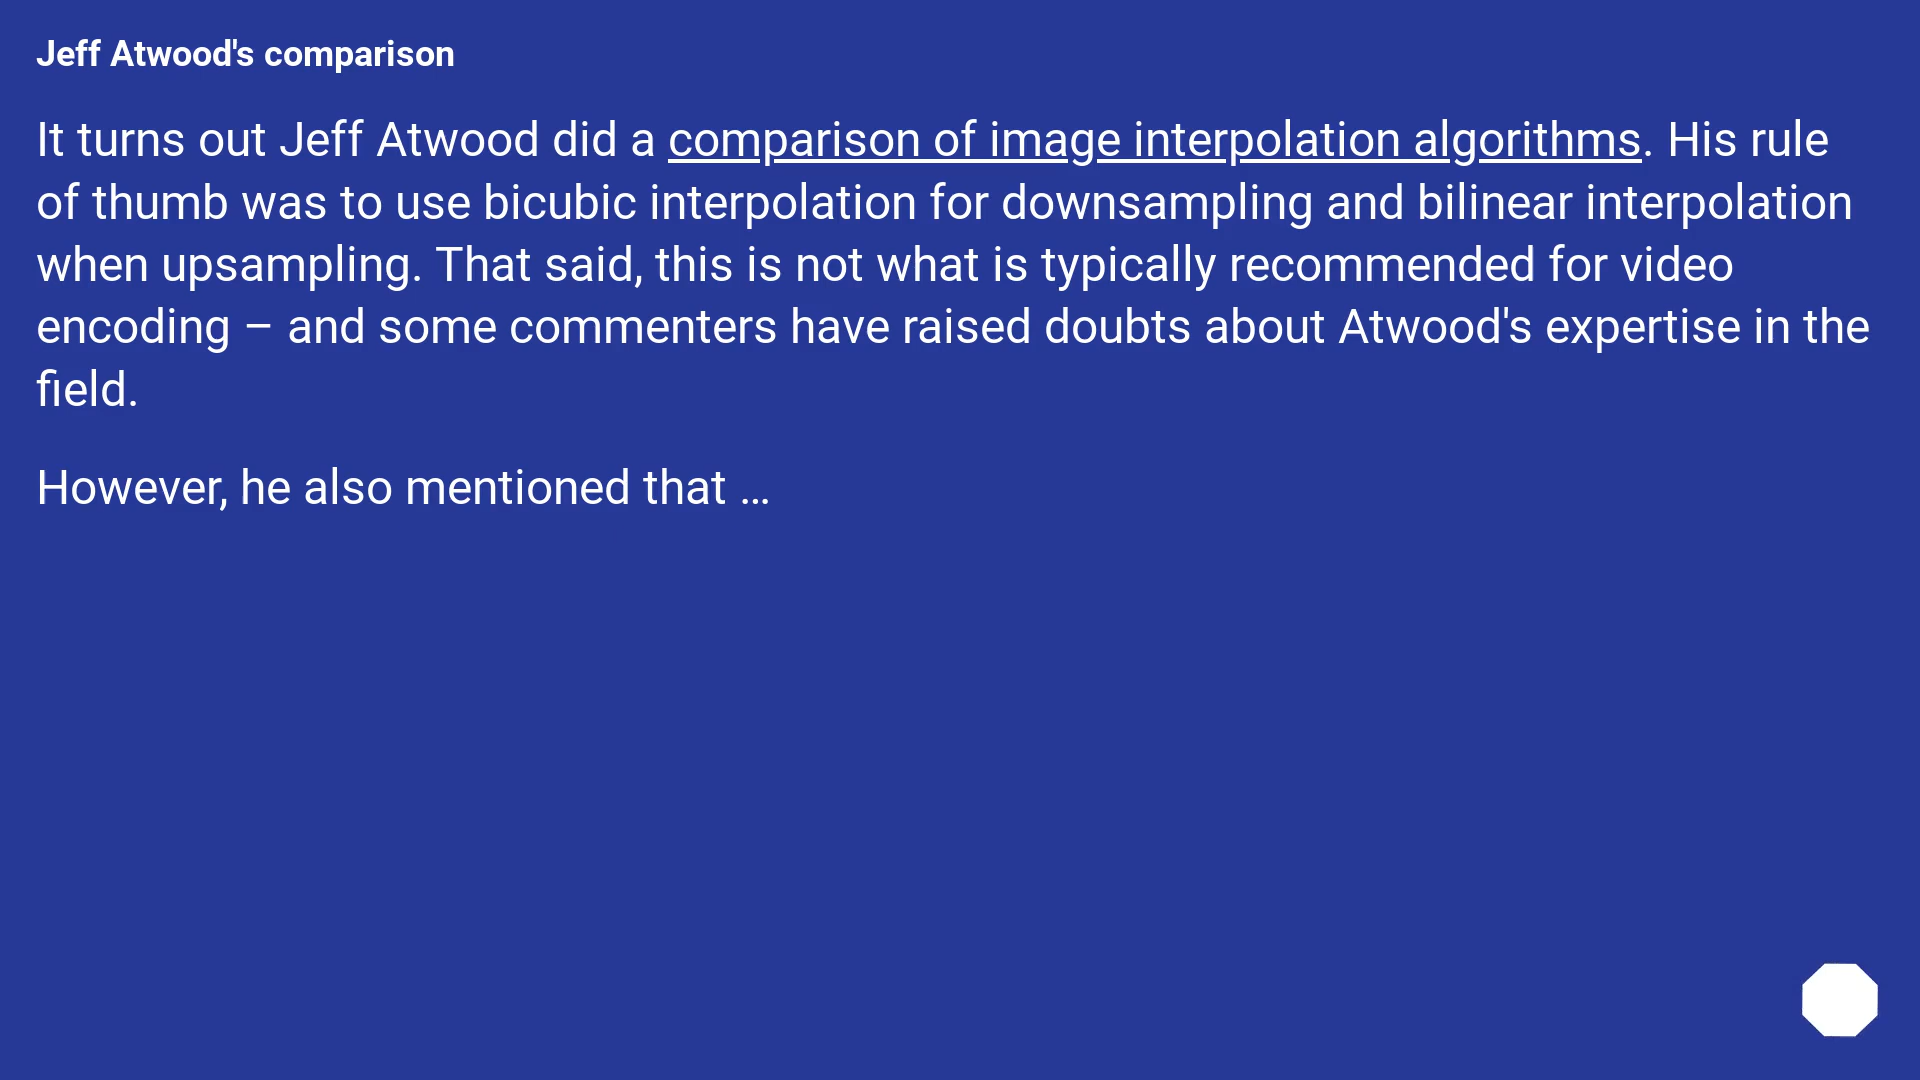 Jeff Atwood's comparison
It turns out Jeff Atwood did a comparison of image interpolation algorithms. His rule
of thumb was to use bicubic interpolation for downsampling and bilinear interpolation
when upsampling. That said, this is not what is typically recommended for video
encoding – and some commenters have raised doubts about Atwood's expertise in the
field.
However, he also mentioned that ...